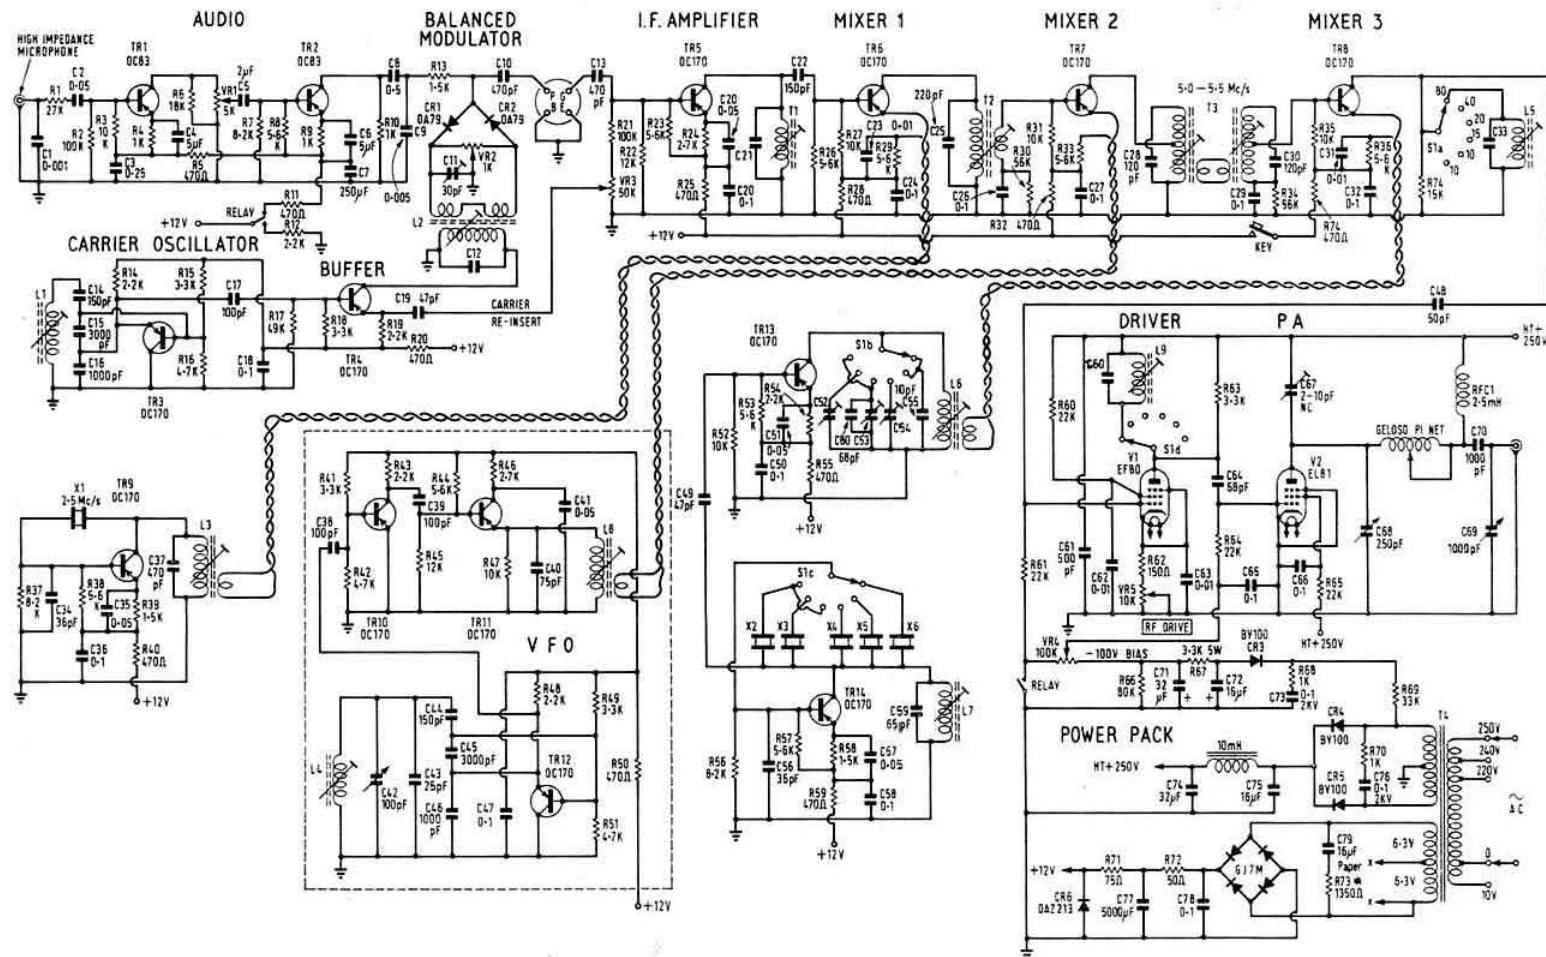 AUDIO
BALANCED
MODULATOR
I.F. AMPLIFIER
MIXER 1
MIXER 2
MIXER 3
HIGH IMPEDANCE
MICROPHONE
TR1
OC83
TR2
OC83
TR5
OC170
TR6
OC170
TR7
OC170
TR8
OC170
R1
27K
C2
0·05
C1
0·001
R2
100K
R3
10
K
R4
1K
C3
0·25
C4
5µF
R5
470Ω
R6
18K
VR1
5K
2µF
C5
R7
8·2K
R8
5·6
K
R9
1K
C6
5µF
C7
250µF
C8
0·5
R10
1K
C9
0·005
R11
470Ω
R12
2·2K
RELAY
+12V
R13
1·5K
C10
470pF
CR1
OA79
CR2
OA79
C11
30pF
VR2
1K
L2
C12
P G
B E
C13
470
pF
R21
100K
R22
12K
VR3
50K
R23
5·6K
R24
2·7K
R25
470Ω
C20
0·05
C20
0·1
C21
T1
C22
150pF
R26
5·6K
R27
10K
C23
0·01
R29
5·6
K
R28
470Ω
C24
0·1
220pF
C25
T2
R30
56K
C26
0·1
R31
10K
R32
470Ω
R33
5·6K
C27
0·1
C28
120
pF
5·0–5·5 Mc/s
T3
C29
0·1
C30
120pF
R34
56K
R35
10K
C31
0·01
R36
5·6
K
C32
0·1
R74
470Ω
KEY
R74
15K
S1a
80
40
20
15
10
10
C33
L5
+12V
CARRIER OSCILLATOR
BUFFER
L1
C14
150pF
C15
3000
pF
C16
1000pF
R14
2·2K
R15
3·3K
R16
4·7K
TR3
OC170
C17
100pF
R17
49K
C18
0·1
R18
3·3K
TR4
OC170
C19
47pF
R19
2·2K
R20
470Ω
+12V
CARRIER
RE-INSERT
TR13
OC170
C49
47pF
R52
10K
R53
5·6
K
R54
2·2K
C51
0·05
C50
0·1
R55
470Ω
+12V
S1b
C52
C80
68pF
C53
10pF
C54
C55
L6
C48
50pF
DRIVER
PA
HT+
250V
C60
L9
S1d
R60
22K
R61
22K
C61
500
pF
C62
0·01
V1
EF80
R62
150Ω
VR5
10K
C63
0·01
RF DRIVE
R63
3·3K
C64
68pF
R64
22K
C65
0·1
C66
0·1
R65
22K
HT+250V
C67
2–10pF
NC
V2
EL81
RFC1
2·5mH
GELOSO PI NET
C68
250pF
C70
1000
pF
C69
1000pF
X1
2·5 Mc/s
TR9
OC170
R37
8·2
K
C34
36pF
R38
5·6
K
C35
0·05
C36
0·1
R39
1·5K
R40
470Ω
+12V
C37
470
pF
L3
R41
3·3K
C38
100pF
R42
4·7K
R43
2·2K
TR10
OC170
C39
100pF
R44
5·6K
R45
12K
R46
2·7K
TR11
OC170
R47
10K
C40
75pF
C41
0·05
L8
VFO
L4
C42
100pF
C43
25pF
C44
150pF
C45
3000pF
C46
1000
pF
C47
0·1
R48
2·2K
R49
3·3K
TR12
OC170
R50
470Ω
R51
4·7K
+12V
S1c
X2
X3
X4
X5
X6
TR14
OC170
R56
8·2K
C56
36pF
R57
5·6K
R58
1·5K
R59
470Ω
C57
0·05
C58
0·1
C59
65pF
L7
+12V
VR4
100K
–100V BIAS
RELAY
R66
80K
C71
32
µF
3·3K 5W
R67
C72
16µF
BY100
CR3
R68
1K
0·1
2KV
C73
R69
33K
POWER PACK
HT+250V
10mH
C74
32µF
C75
16µF
CR4
BY100
CR5
BY100
R70
1K
C76
0·1
2KV
T4
250V
240V
220V
AC
0
10V
6·3V
6·3V
x
x
+12V
CR6
OAZ213
R71
75Ω
C77
5000µF
R72
50Ω
C78
0·1
GJ7M
C79
16µF
Paper
R73
1350Ω